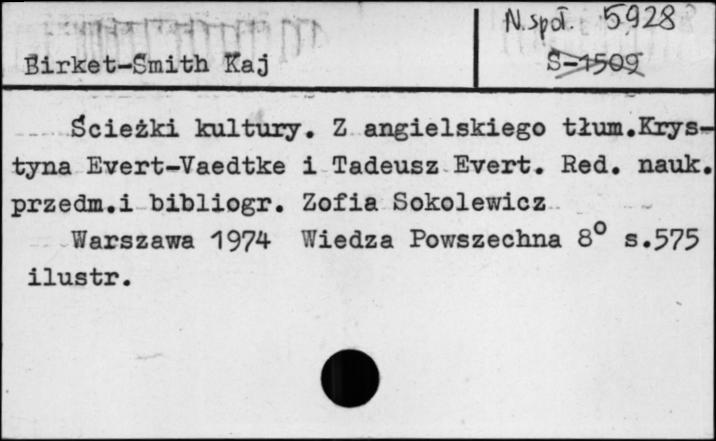 N. społ. 5928
Birket-Smith Kaj S-1509
Ścieżki kultury. Z angielskiego tłum.Krys-
tyna Evert-Vaedtke i Tadeusz Evert. Red. nauk.
przedm.i bibliogr. Zofia Sokolewicz
Warszawa 1974 Wiedza Powszechna 8° s.575
ilustr.